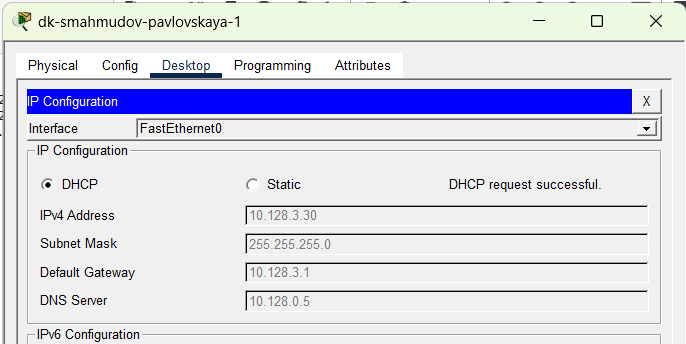 dk-smahmudov-pavlovskaya-1
Physical Config Desktop Programming Attributes
IP Configuration X
Interface FastEthernet0
IP Configuration
DHCP Static DHCP request successful.
IPv4 Address 10.128.3.30
Subnet Mask 255.255.255.0
Default Gateway 10.128.3.1
DNS Server 10.128.0.5
IPv6 Configuration